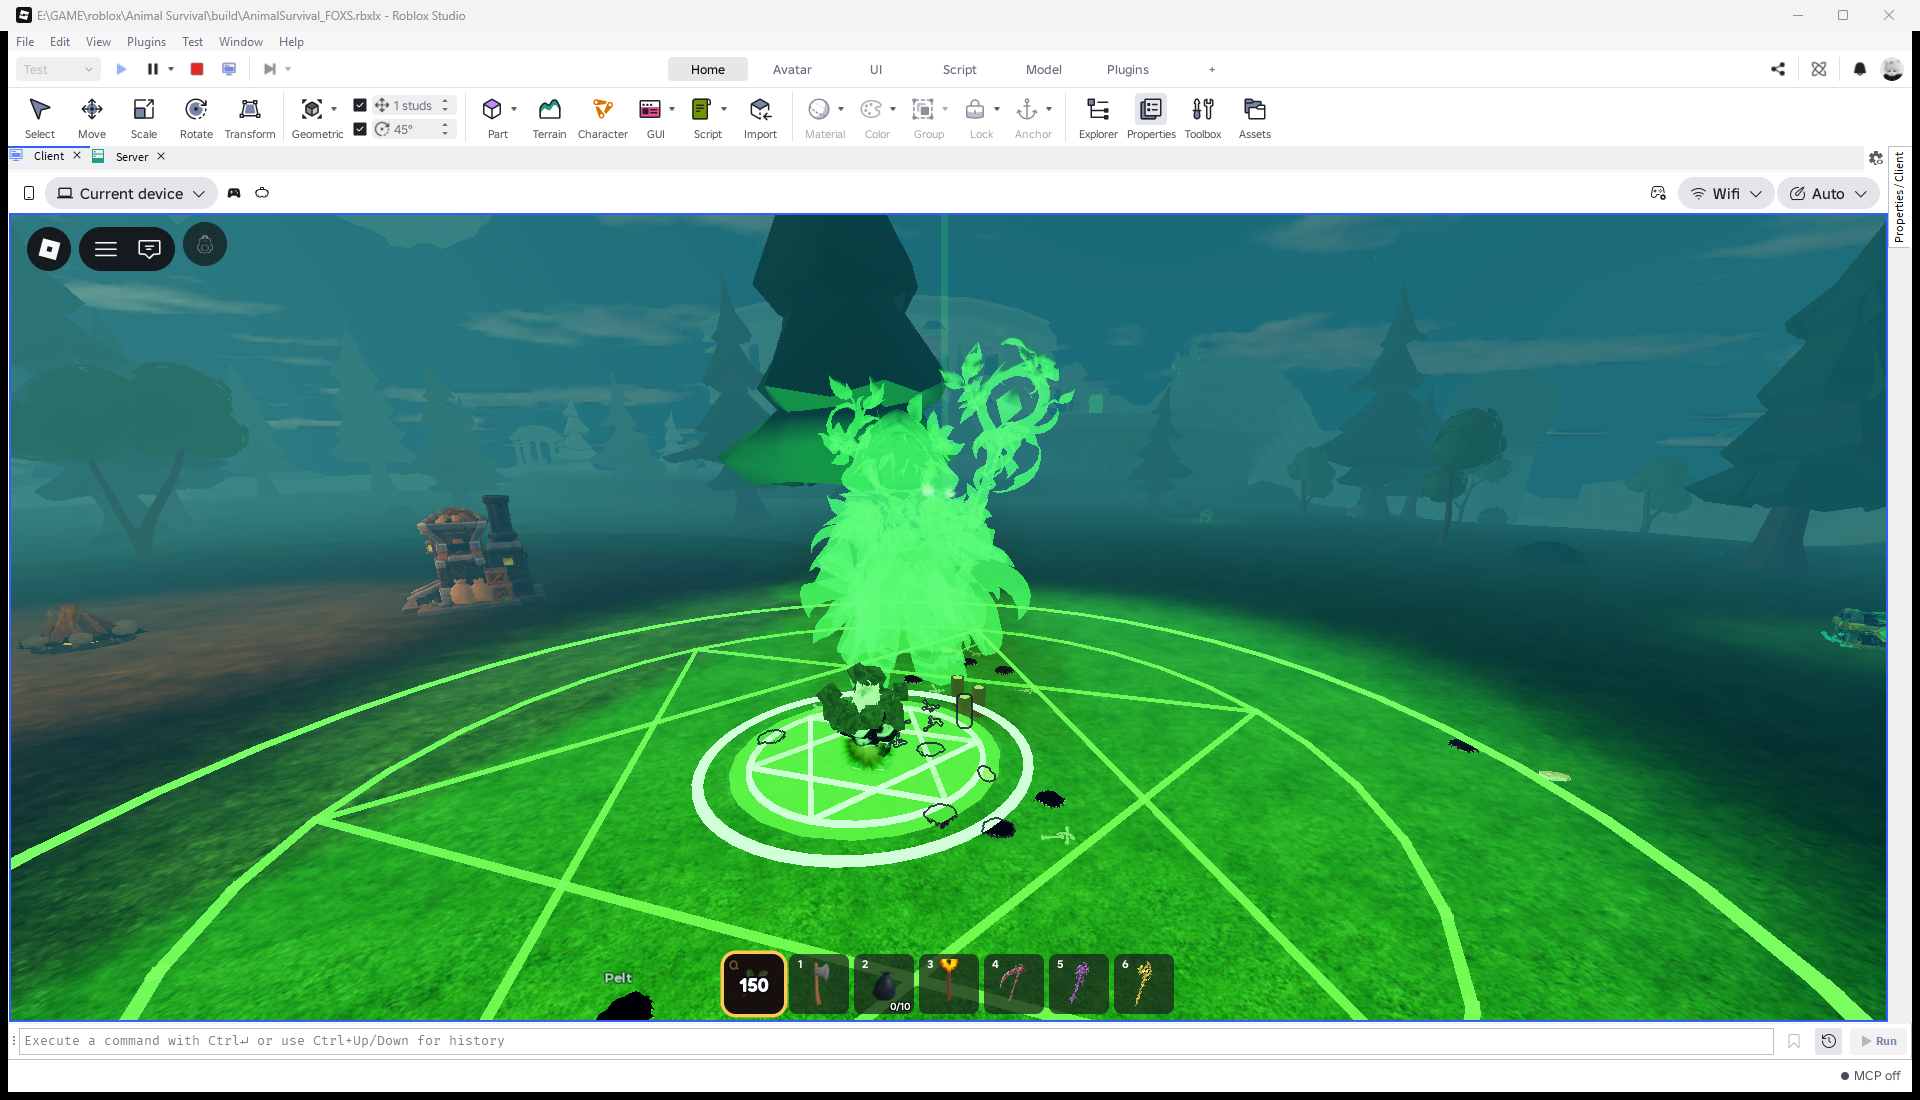 E:\GAME\roblox\Animal Survival\build\AnimalSurvival_FOXS.rbxlx - Roblox Studio
File Edit View Plugins Test Window Help
Test
Home Avatar UI Script Model Plugins +
1 studs
45°
Select Move Scale Rotate Transform Geometric Part Terrain Character GUI Script Import Material Color Group Lock Anchor Explorer Properties Toolbox Assets
Client Server
Current device
Wifi
Auto
Properties / Client
Pelt
Q
150
1
2
0/10
3
4
5
6
Execute a command with Ctrl↵ or use Ctrl+Up/Down for history
Run
MCP off